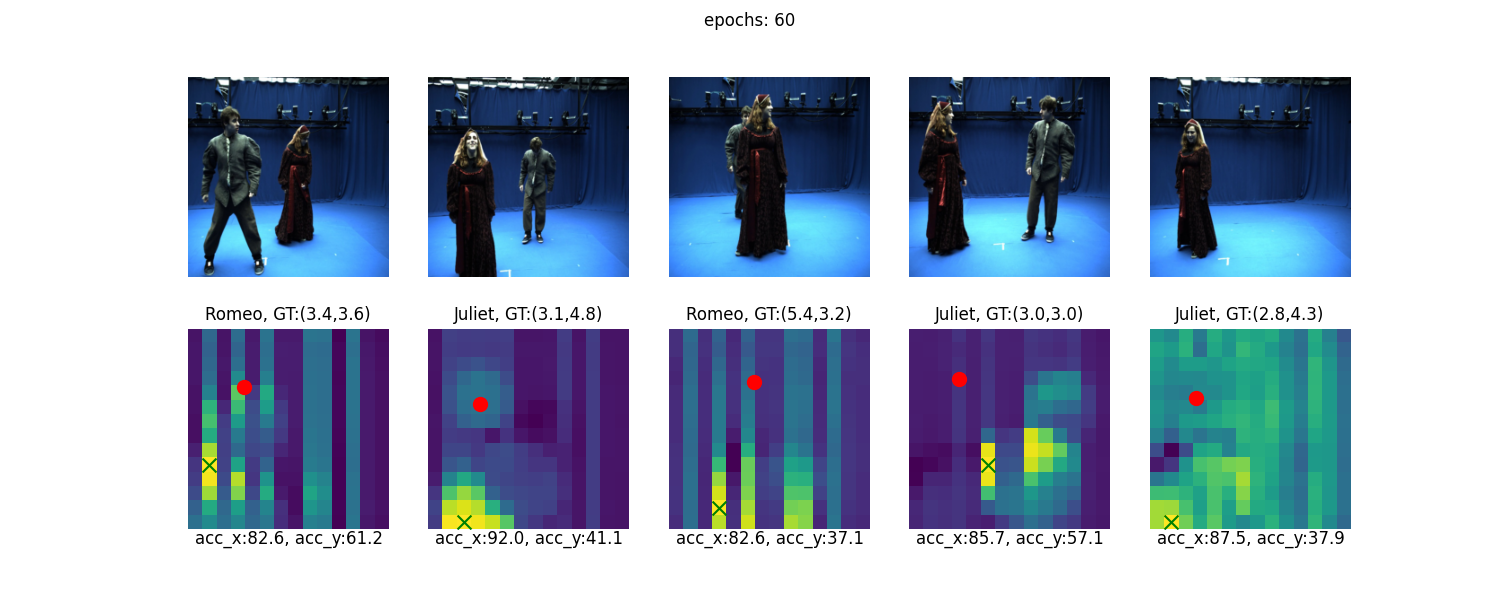 epochs: 60
Romeo, GT:(3.4,3.6)
Juliet, GT:(3.1,4.8)
Romeo, GT:(5.4,3.2)
Juliet, GT:(3.0,3.0)
Juliet, GT:(2.8,4.3)
acc_x:82.6, acc_y:61.2
acc_x:92.0, acc_y:41.1
acc_x:82.6, acc_y:37.1
acc_x:85.7, acc_y:57.1
acc_x:87.5, acc_y:37.9